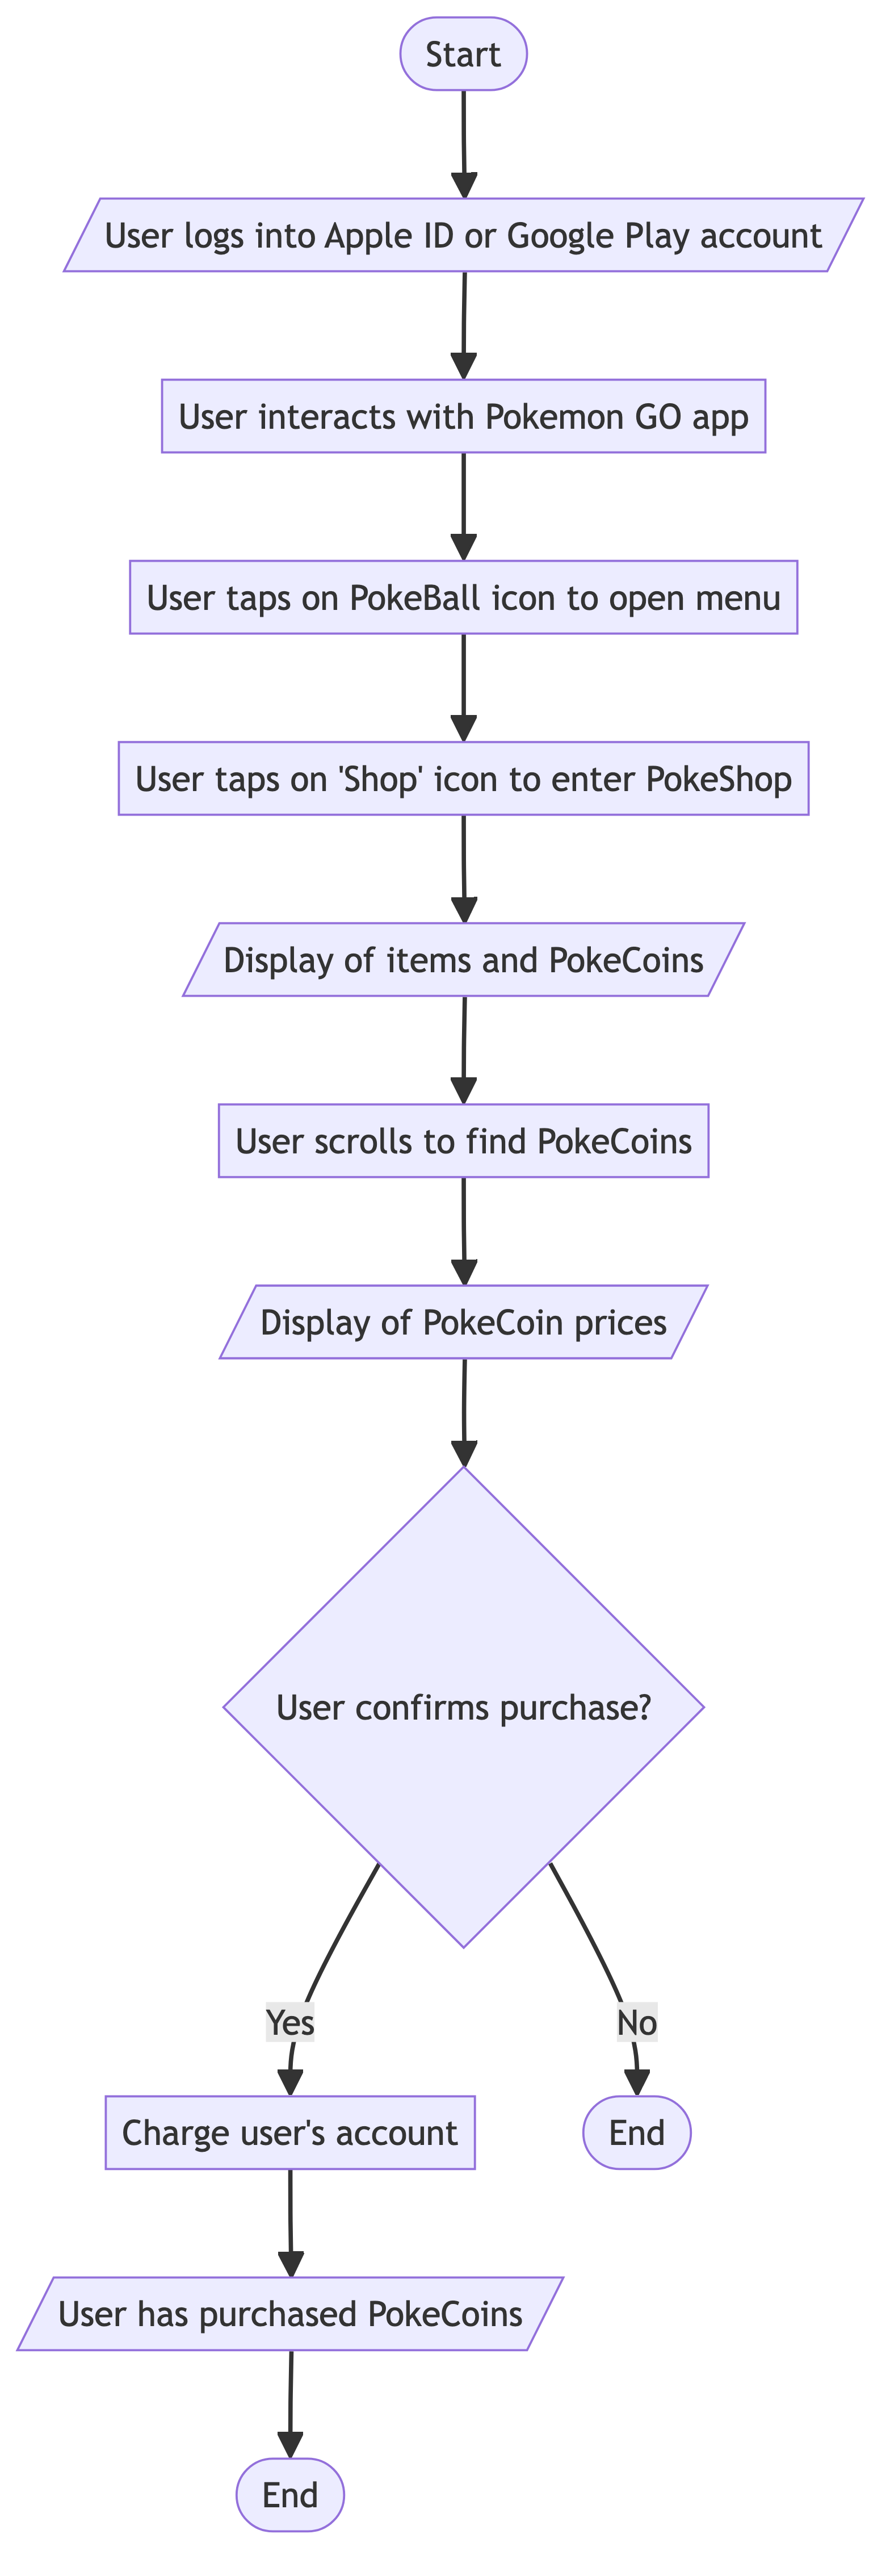 Start
User logs into Apple ID or Google Play account
User interacts with Pokemon GO app
User taps on PokeBall icon to open menu
User taps on 'Shop' icon to enter PokeShop
Display of items and PokeCoins
User scrolls to find PokeCoins
Display of PokeCoin prices
User confirms purchase?
Yes
No
Charge user's account
End
User has purchased PokeCoins
End